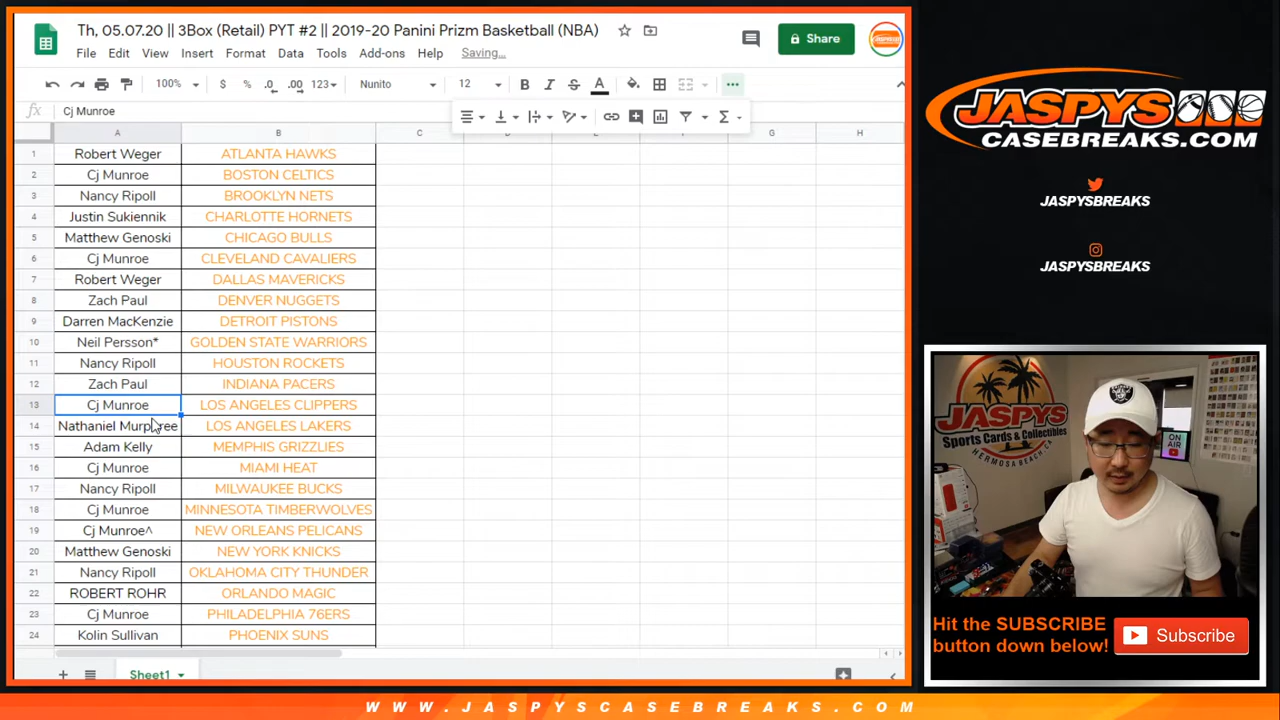 Th, 05.07.20 || 3Box (Retail) PYT #2 || 2019-20 Panini Prizm Basketball (NBA)
File Edit View Insert Format Data Tools Add-ons Help Saving...
Share
100% $ % .0 .00 123 Nunito 12 B I S A
fx Cj Munroe
A B C G H
1 Robert Weger ATLANTA HAWKS
2 Cj Munroe BOSTON CELTICS
3 Nancy Ripoll BROOKLYN NETS
4 Justin Sukiennik CHARLOTTE HORNETS
5 Matthew Genoski CHICAGO BULLS
6 Cj Munroe CLEVELAND CAVALIERS
7 Robert Weger DALLAS MAVERICKS
8 Zach Paul DENVER NUGGETS
9 Darren MacKenzie DETROIT PISTONS
10 Neil Persson* GOLDEN STATE WARRIORS
11 Nancy Ripoll HOUSTON ROCKETS
12 Zach Paul INDIANA PACERS
13 Cj Munroe LOS ANGELES CLIPPERS
14 Nathaniel LOS ANGELES LAKERS
15 Adam Kelly MEMPHIS GRIZZLIES
16 Cj Munroe MIAMI HEAT
17 Nancy Ripoll MILWAUKEE BUCKS
18 Cj Munroe MINNESOTA TIMBERWOLVES
19 Cj Munroe^ NEW ORLEANS PELICANS
20 Matthew Genoski NEW YORK KNICKS
21 Nancy Ripoll OKLAHOMA CITY THUNDER
22 ROBERT ROHR ORLANDO MAGIC
23 Cj Munroe PHILADELPHIA 76ERS
24 Kolin Sullivan PHOENIX SUNS
Sheet1
JASPYS
CASEBREAKS.COM
JASPYSBREAKS
JASPYSBREAKS
JASPYS
Sports Cards & Collectibles
HERMOSA BEACH, CA
ON AIR
Hit the SUBSCRIBE
button down below!
Subscribe
WWW.JASPYSCASEBREAKS.COM